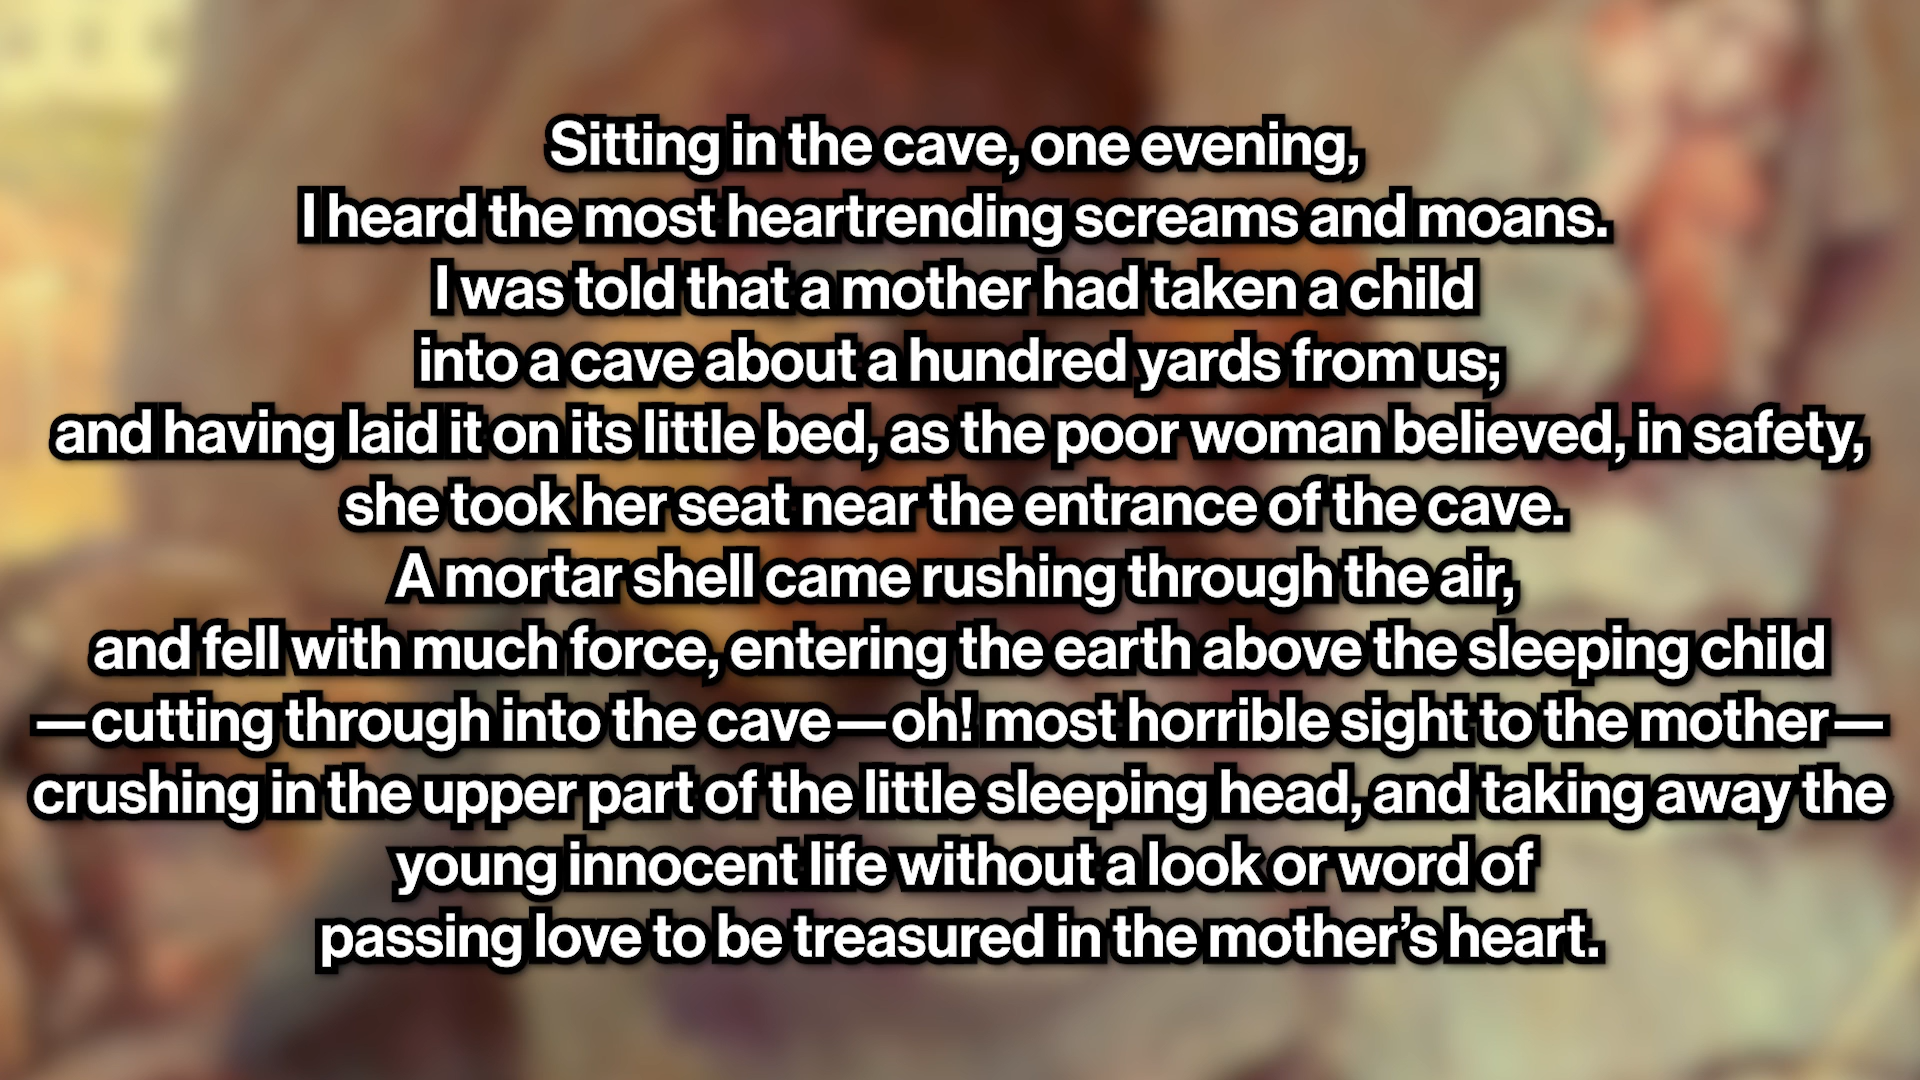 Sitting in the cave, one evening,
I heard the most heartrending screams and moans.
I was told that a mother had taken a child
into a cave about a hundred yards from us;
and having laid it on its little bed, as the poor woman believed, in safety,
she took her seat near the entrance of the cave.
A mortar shell came rushing through the air,
and fell with much force, entering the earth above the sleeping child
—cutting through into the cave—oh! most horrible sight to the mother—
crushing in the upper part of the little sleeping head, and taking away the
young innocent life without a look or word of
passing love to be treasured in the mother’s heart.